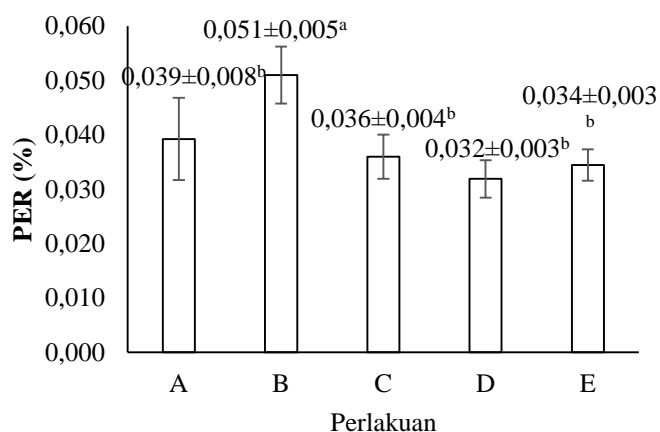 0,060
0,050
0,040
0,030
0,020
0,010
0,000
PER (%)
0,039±0,008ᵇ
0,051±0,005ᵃ
0,036±0,004ᵇ
0,032±0,003ᵇ
0,034±0,003
ᵇ
A B C D E
Perlakuan